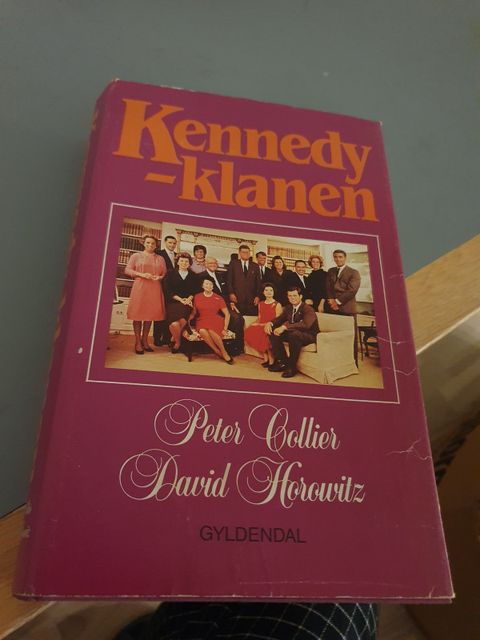 Kennedy
-klanen
Peter Collier
David Horowitz
GYLDENDAL